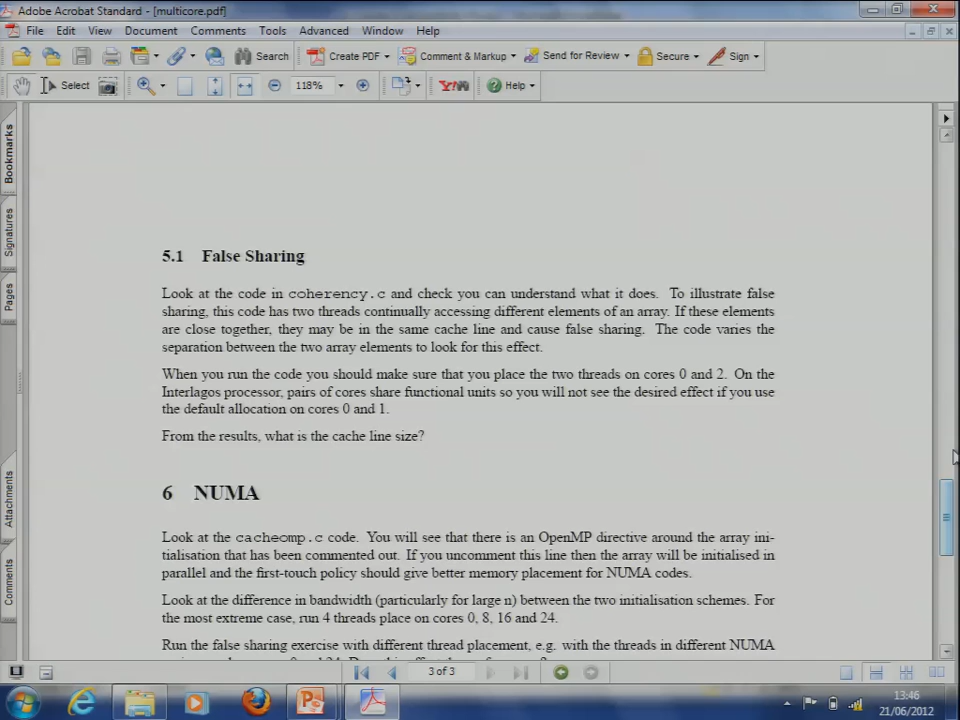 Adobe Acrobat Standard - [multicore.pdf]
File Edit View Document Comments Tools Advanced Window Help
Search Create PDF Comment & Markup Send for Review Secure Sign
Select 118% Y! Help
Bookmarks
Signatures
Pages
Attachments
Comments
5.1 False Sharing
Look at the code in coherency.c and check you can understand what it does. To illustrate false
sharing, this code has two threads continually accessing different elements of an array. If these elements
are close together, they may be in the same cache line and cause false sharing. The code varies the
separation between the two array elements to look for this effect.
When you run the code you should make sure that you place the two threads on cores 0 and 2. On the
Interlagos processor, pairs of cores share functional units so you will not see the desired effect if you use
the default allocation on cores 0 and 1.
From the results, what is the cache line size?
6 NUMA
Look at the cacheomp.c code. You will see that there is an OpenMP directive around the array ini-
tialisation that has been commented out. If you uncomment this line then the array will be initialised in
parallel and the first-touch policy should give better memory placement for NUMA codes.
Look at the difference in bandwidth (particularly for large n) between the two initialisation schemes. For
the most extreme case, run 4 threads place on cores 0, 8, 16 and 24.
Run the false sharing exercise with different thread placement, e.g. with the threads in different NUMA
3 of 3
13:46
21/06/2012